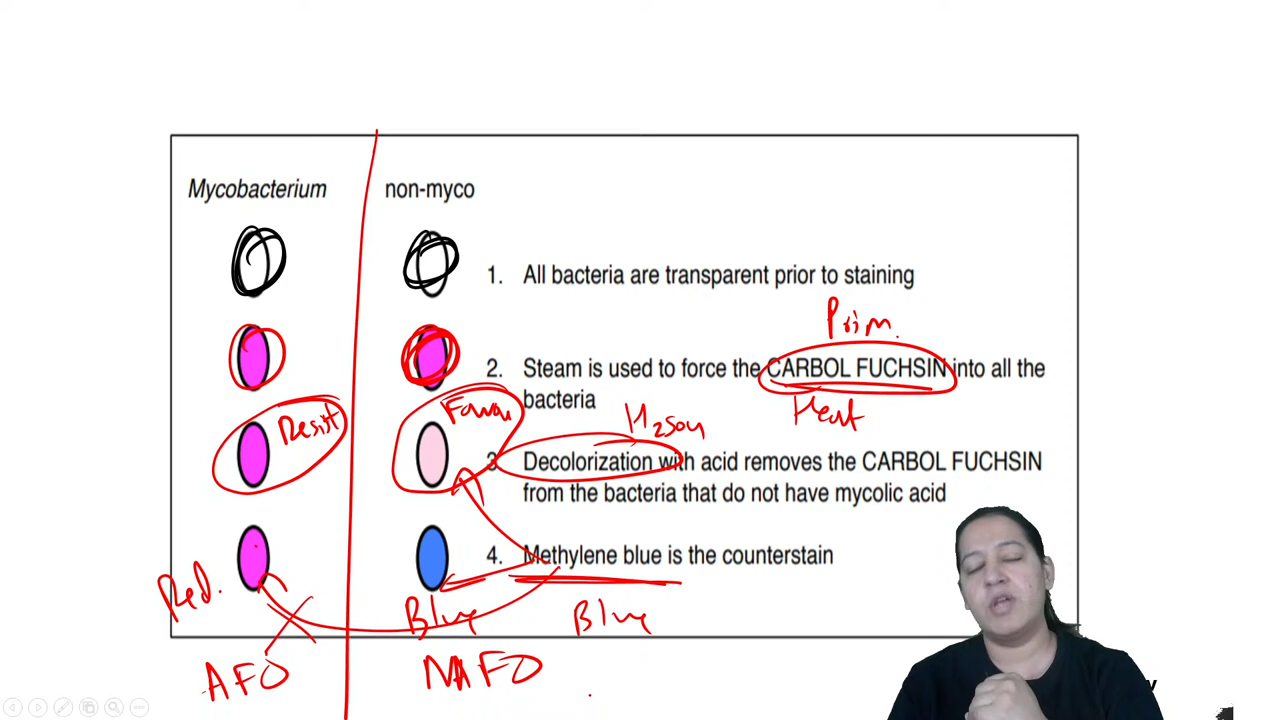 Mycobacterium non-myco
1. All bacteria are transparent prior to staining
Prim.
2. Steam is used to force the CARBOL FUCHSIN into all the
bacteria
Heat
Resist
H2SO4
3 Decolorization with acid removes the CARBOL FUCHSIN
from the bacteria that do not have mycolic acid
4. Methylene blue is the counterstain
Red.
Blue
Blue
AFO
NAFO